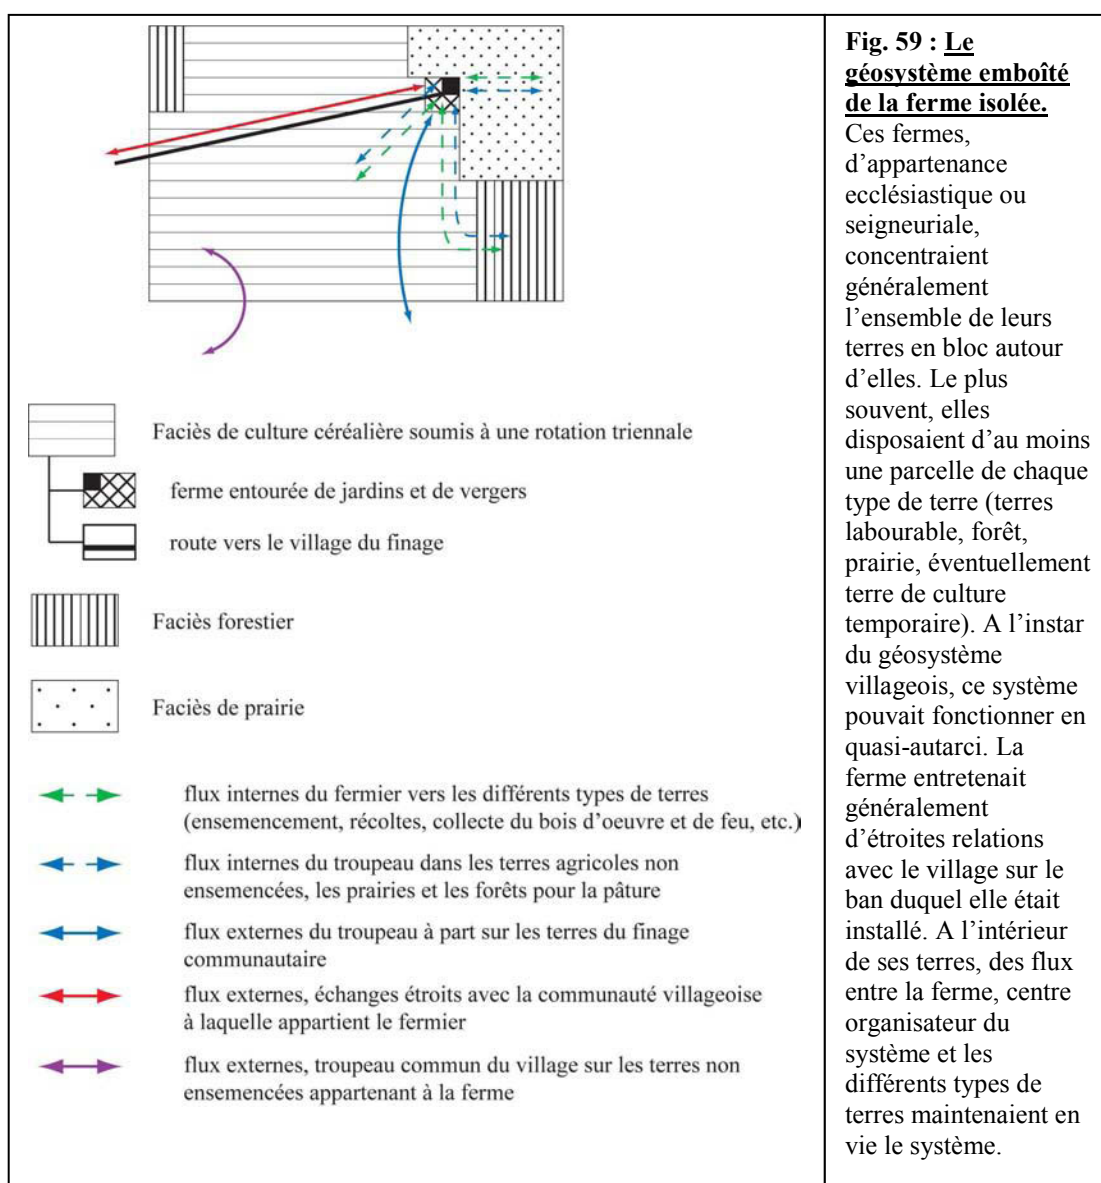 Fig. 59 : Le
géosystème emboîté
de la ferme isolée.
Ces fermes,
d’appartenance
ecclésiastique ou
seigneuriale,
concentraient
généralement
l’ensemble de leurs
terres en bloc autour
d’elles. Le plus
souvent, elles
disposaient d’au moins
une parcelle de chaque
type de terre (terres
labourable, forêt,
prairie, éventuellement
terre de culture
temporaire). A l’instar
du géosystème
villageois, ce système
pouvait fonctionner en
quasi-autarci. La
ferme entretenait
généralement
d’étroites relations
avec le village sur le
ban duquel elle était
installé. A l’intérieur
de ses terres, des flux
entre la ferme, centre
organisateur du
système et les
différents types de
terres maintenaient en
vie le système.
Faciès de culture céréalière soumis à une rotation triennale
ferme entourée de jardins et de vergers
route vers le village du finage
Faciès forestier
Faciès de prairie
flux internes du fermier vers les différents types de terres
(ensemencement, récoltes, collecte du bois d'oeuvre et de feu, etc.)
flux internes du troupeau dans les terres agricoles non
ensemencées, les prairies et les forêts pour la pâture
flux externes du troupeau à part sur les terres du finage
communautaire
flux externes, échanges étroits avec la communauté villageoise
à laquelle appartient le fermier
flux externes, troupeau commun du village sur les terres non
ensemencées appartenant à la ferme